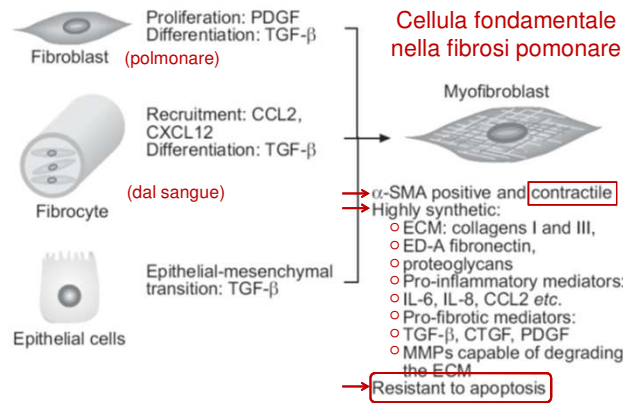 Cellula fondamentale
nella fibrosi pomonare
Proliferation: PDGF
Differentiation: TGF-β
Fibroblast (polmonare)
Myofibroblast
Recruitment: CCL2,
CXCL12
Differentiation: TGF-β
(dal sangue)
Fibrocyte
Epithelial-mesenchymal
transition: TGF-β
Epithelial cells
α-SMA positive and contractile
Highly synthetic:
ECM: collagens I and III,
ED-A fibronectin,
proteoglycans
Pro-inflammatory mediators:
IL-6, IL-8, CCL2 etc.
Pro-fibrotic mediators:
TGF-β, CTGF, PDGF
MMPs capable of degrading
the ECM
Resistant to apoptosis